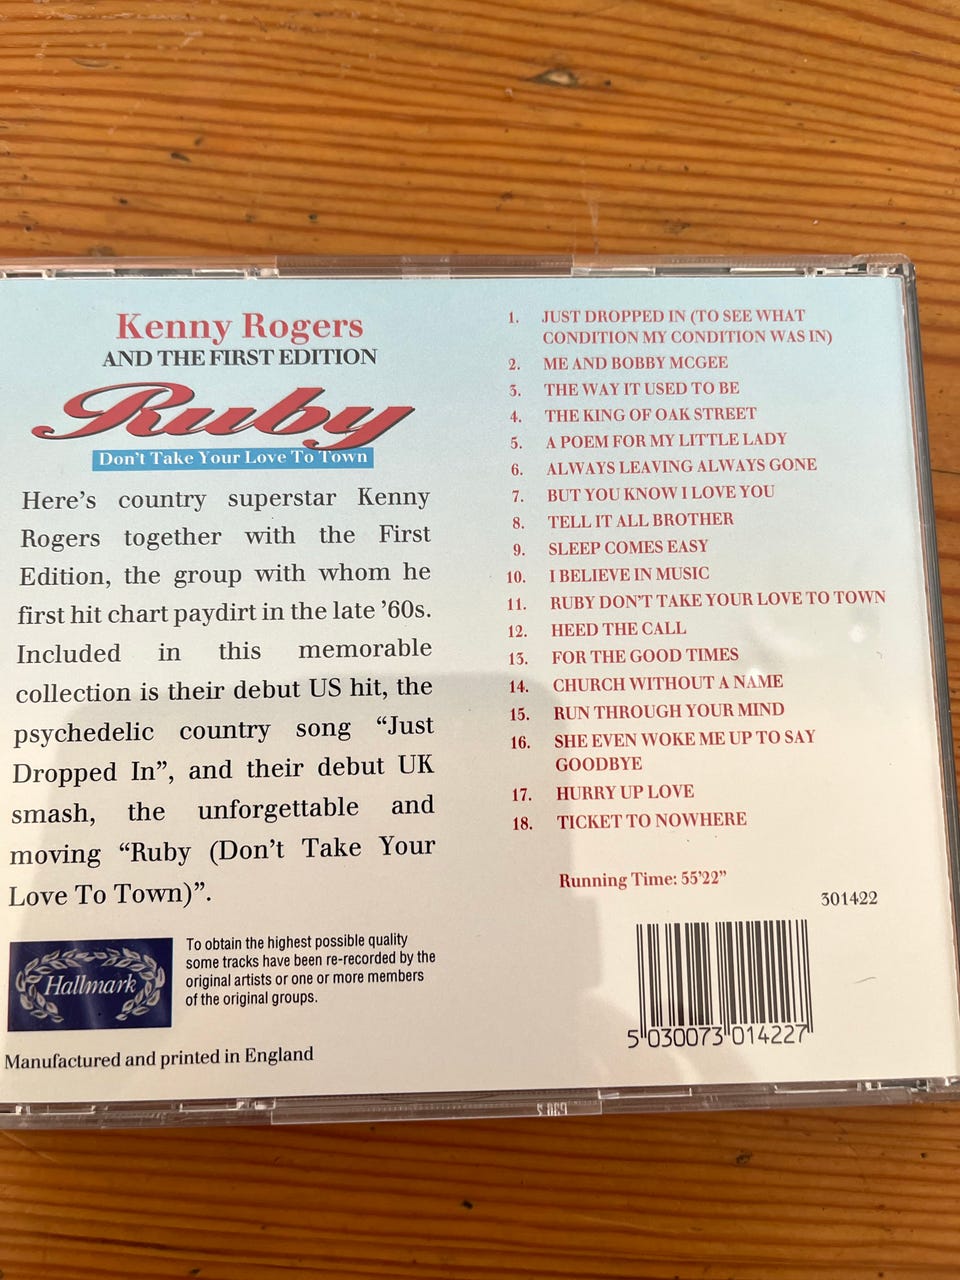 Kenny Rogers
AND THE FIRST EDITION
Ruby
Don't Take Your Love To Town
Here's country superstar Kenny
Rogers together with the First
Edition, the group with whom he
first hit chart paydirt in the late '60s.
Included in this memorable
collection is their debut US hit, the
psychedelic country song "Just
Dropped In", and their debut UK
smash, the unforgettable and
moving "Ruby (Don't Take Your
Love To Town)".
Hallmark
To obtain the highest possible quality
some tracks have been re-recorded by the
original artists or one or more members
of the original groups.
Manufactured and printed in England
1. JUST DROPPED IN (TO SEE WHAT
CONDITION MY CONDITION WAS IN)
2. ME AND BOBBY MCGEE
3. THE WAY IT USED TO BE
4. THE KING OF OAK STREET
5. A POEM FOR MY LITTLE LADY
6. ALWAYS LEAVING ALWAYS GONE
7. BUT YOU KNOW I LOVE YOU
8. TELL IT ALL BROTHER
9. SLEEP COMES EASY
10. I BELIEVE IN MUSIC
11. RUBY DON'T TAKE YOUR LOVE TO TOWN
12. HEED THE CALL
13. FOR THE GOOD TIMES
14. CHURCH WITHOUT A NAME
15. RUN THROUGH YOUR MIND
16. SHE EVEN WOKE ME UP TO SAY
GOODBYE
17. HURRY UP LOVE
18. TICKET TO NOWHERE
Running Time: 55'22"
301422
5 030073 014227